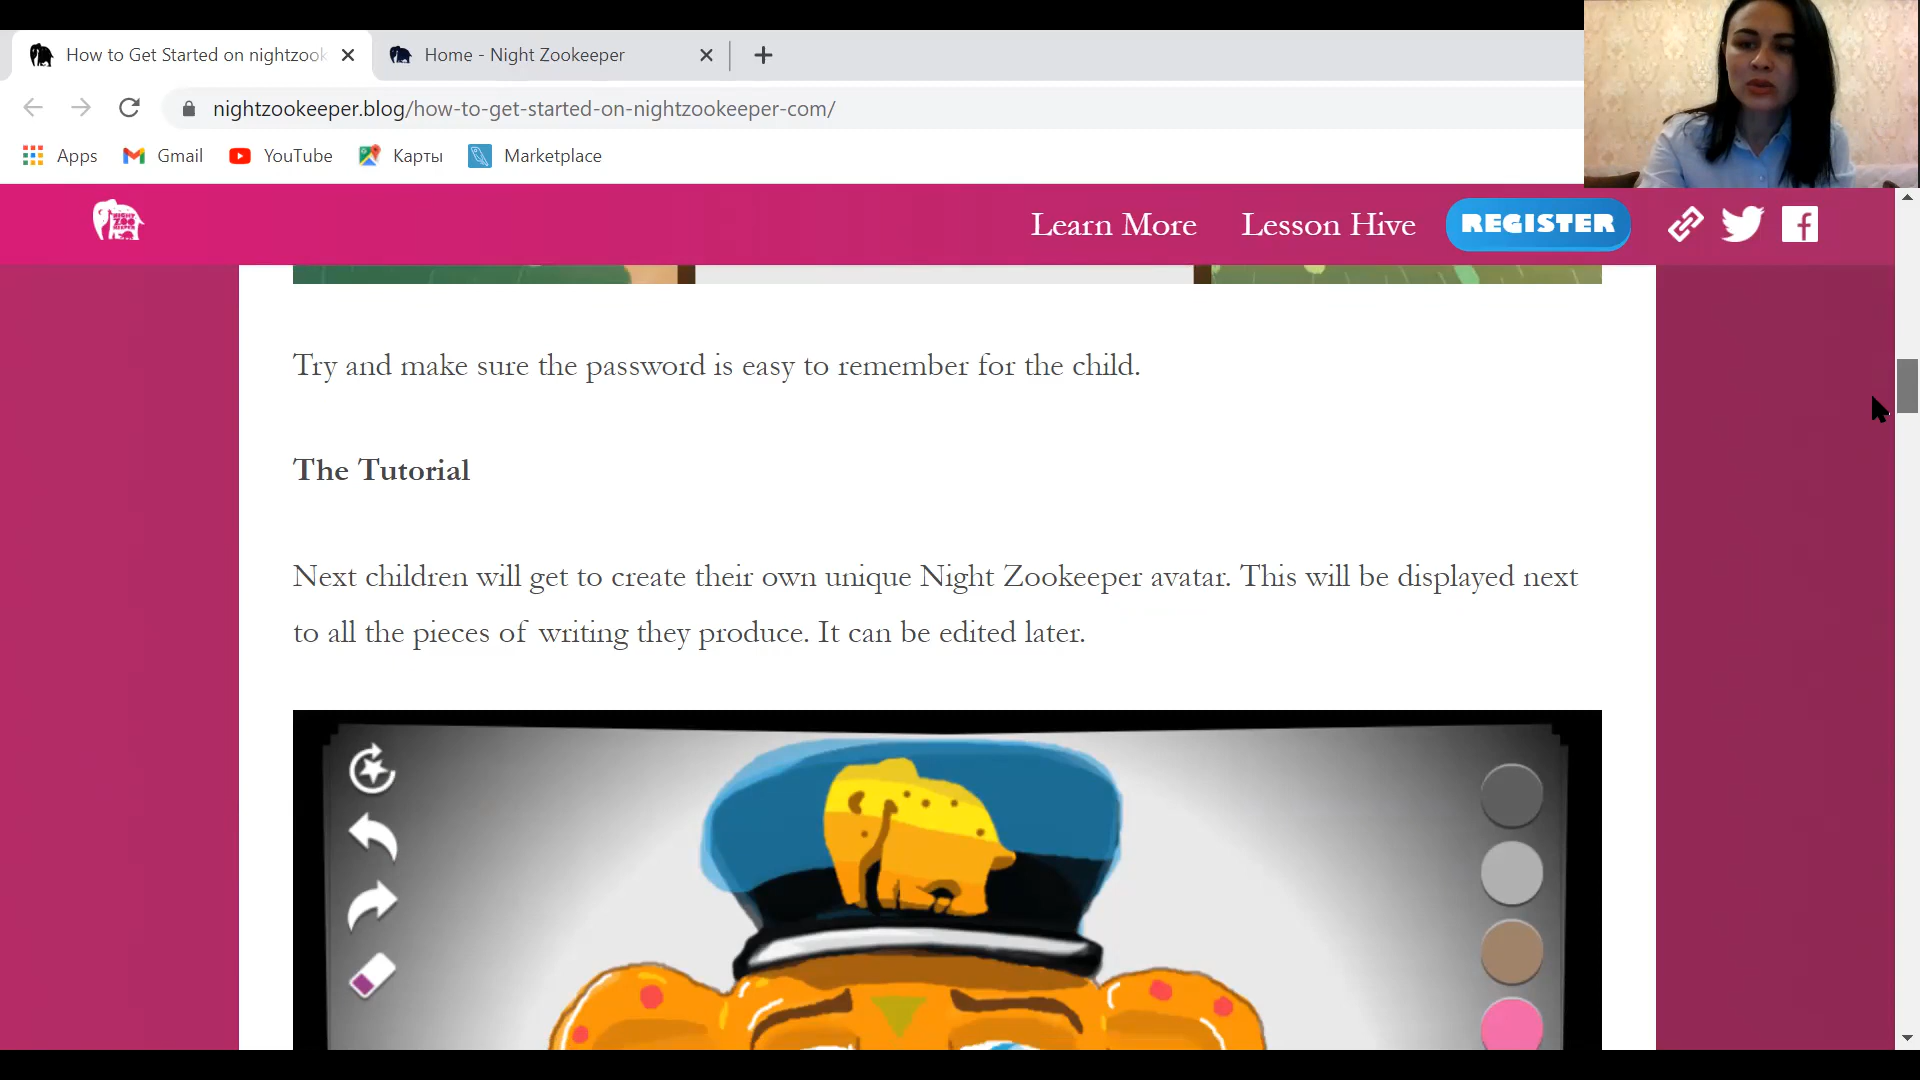 How to Get Started on nightzook
Home - Night Zookeeper
nightzookeeper.blog/how-to-get-started-on-nightzookeeper-com/
Apps
Gmail
YouTube
Карты
Marketplace
NIGHT
ZOO
KEEPER
Learn More
Lesson Hive
REGISTER
Try and make sure the password is easy to remember for the child.
The Tutorial
Next children will get to create their own unique Night Zookeeper avatar. This will be displayed next
to all the pieces of writing they produce. It can be edited later.